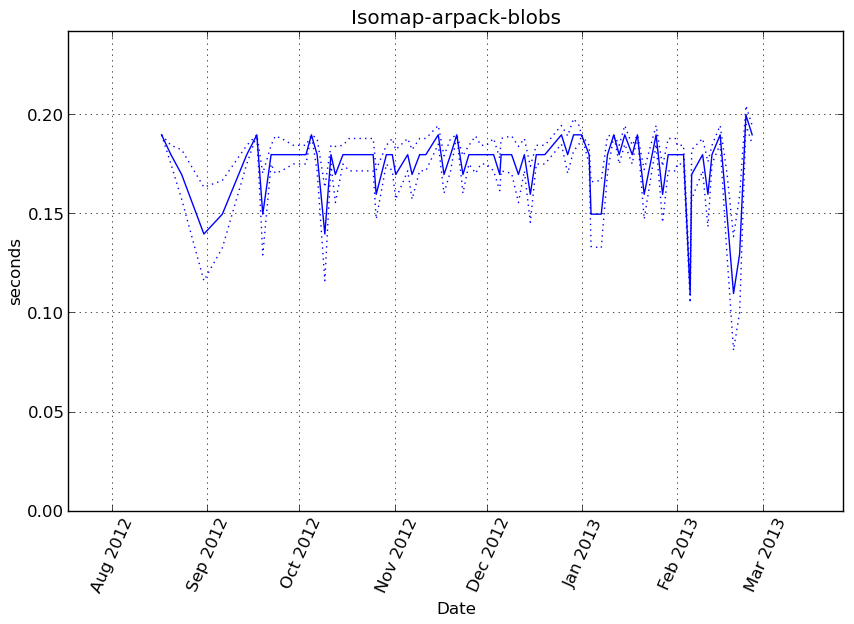 Isomap-arpack-blobs
0.20
0.15
0.10
0.05
0.00
seconds
Aug 2012
Sep 2012
Oct 2012
Nov 2012
Dec 2012
Jan 2013
Feb 2013
Mar 2013
Date